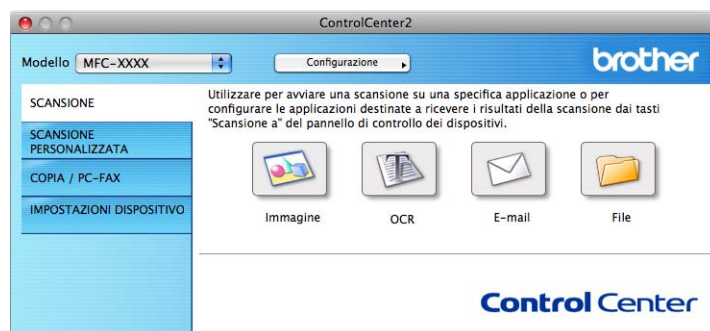 ControlCenter2
Modello MFC-XXXX Configurazione brother
SCANSIONE
SCANSIONE
PERSONALIZZATA
COPIA / PC-FAX
IMPOSTAZIONI DISPOSITIVO
Utilizzare per avviare una scansione su una specifica applicazione o per
configurare le applicazioni destinate a ricevere i risultati della scansione dai tasti
"Scansione a" del pannello di controllo dei dispositivi.
Immagine OCR E-mail File
Control Center